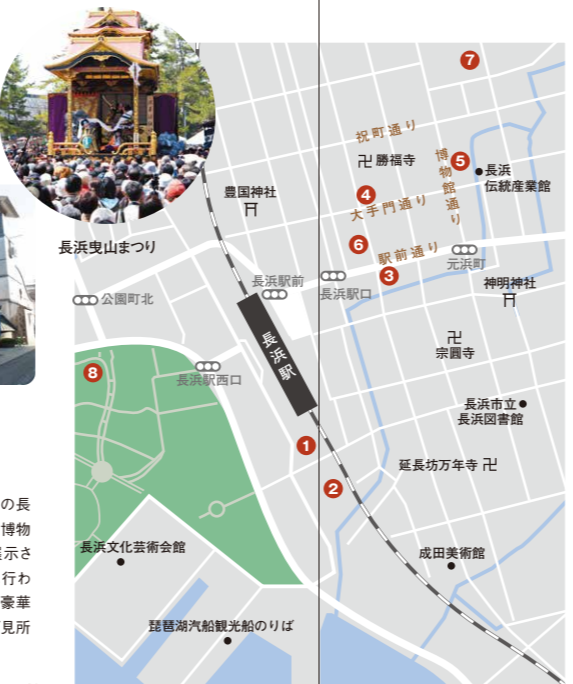 長浜曳山まつり
の長
博物
展示さ
行わ
豪華
見所
7
祝町通り
卍 勝福寺
博物館通り
5
長浜
伝統産業館
4
大手門通り
豊国神社
6
駅前通り
元浜町
3
長浜駅前
長浜駅口
神明神社
公園町北
長浜駅
卍
宗圓寺
8
長浜駅西口
長浜市立
長浜図書館
1
延長坊万年寺 卍
2
長浜文化芸術会館
成田美術館
琵琶湖汽船観光船のりば